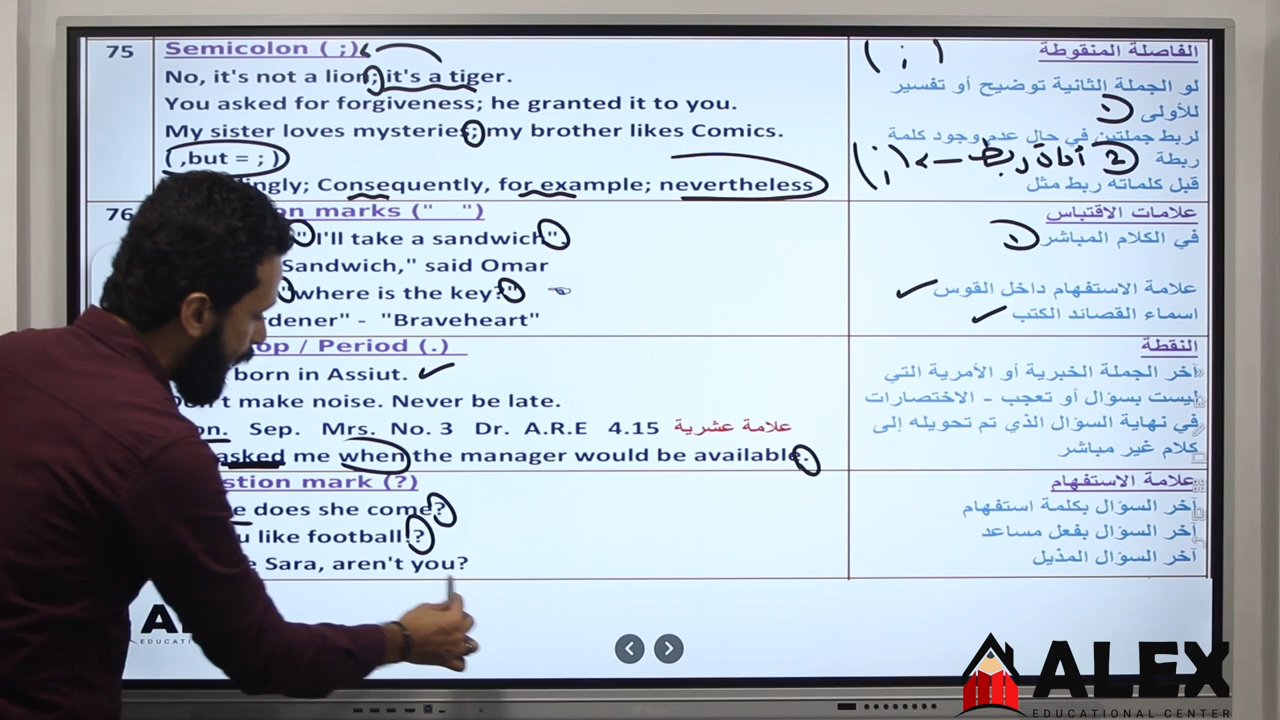 75
Semicolon ( ;)
No, it's not a lion; it's a tiger.
You asked for forgiveness; he granted it to you.
My sister loves mysteries; my brother likes Comics.
( ,but = ; )
ingly; Consequently, for example; nevertheless
الفاصلة المنقوطة
( ; )
لو الجملة الثانية توضيح أو تفسير
للأولى
لربط جملتين في حال عدم وجود كلمة
ربطة
أداة ربط
( ; )
قبل كلماته ربط مثل
76
on marks (" ")
" I'll take a sandwich".
Sandwich," said Omar
"where is the key?"
rdener" - "Braveheart"
علامات الاقتباس
في الكلام المباشر
علامة الاستفهام داخل القوس
اسماء القصائد الكتب
op / Period (.)
born in Assiut.
't make noise. Never be late.
on. Sep. Mrs. No. 3 Dr. A.R.E 4.15 علامة عشرية
asked me when the manager would be available.
النقطة
آخر الجملة الخبرية أو الأمرية التي
ليست بسؤال أو تعجب - الاختصارات
في نهاية السؤال الذي تم تحويله إلى
كلام غير مباشر
stion mark (?)
e does she come?
u like football!?
e Sara, aren't you?
علامة الاستفهام
آخر السؤال بكلمة استفهام
آخر السؤال بفعل مساعد
آخر السؤال المذيل
ALEX
EDUCATIONAL CENTER